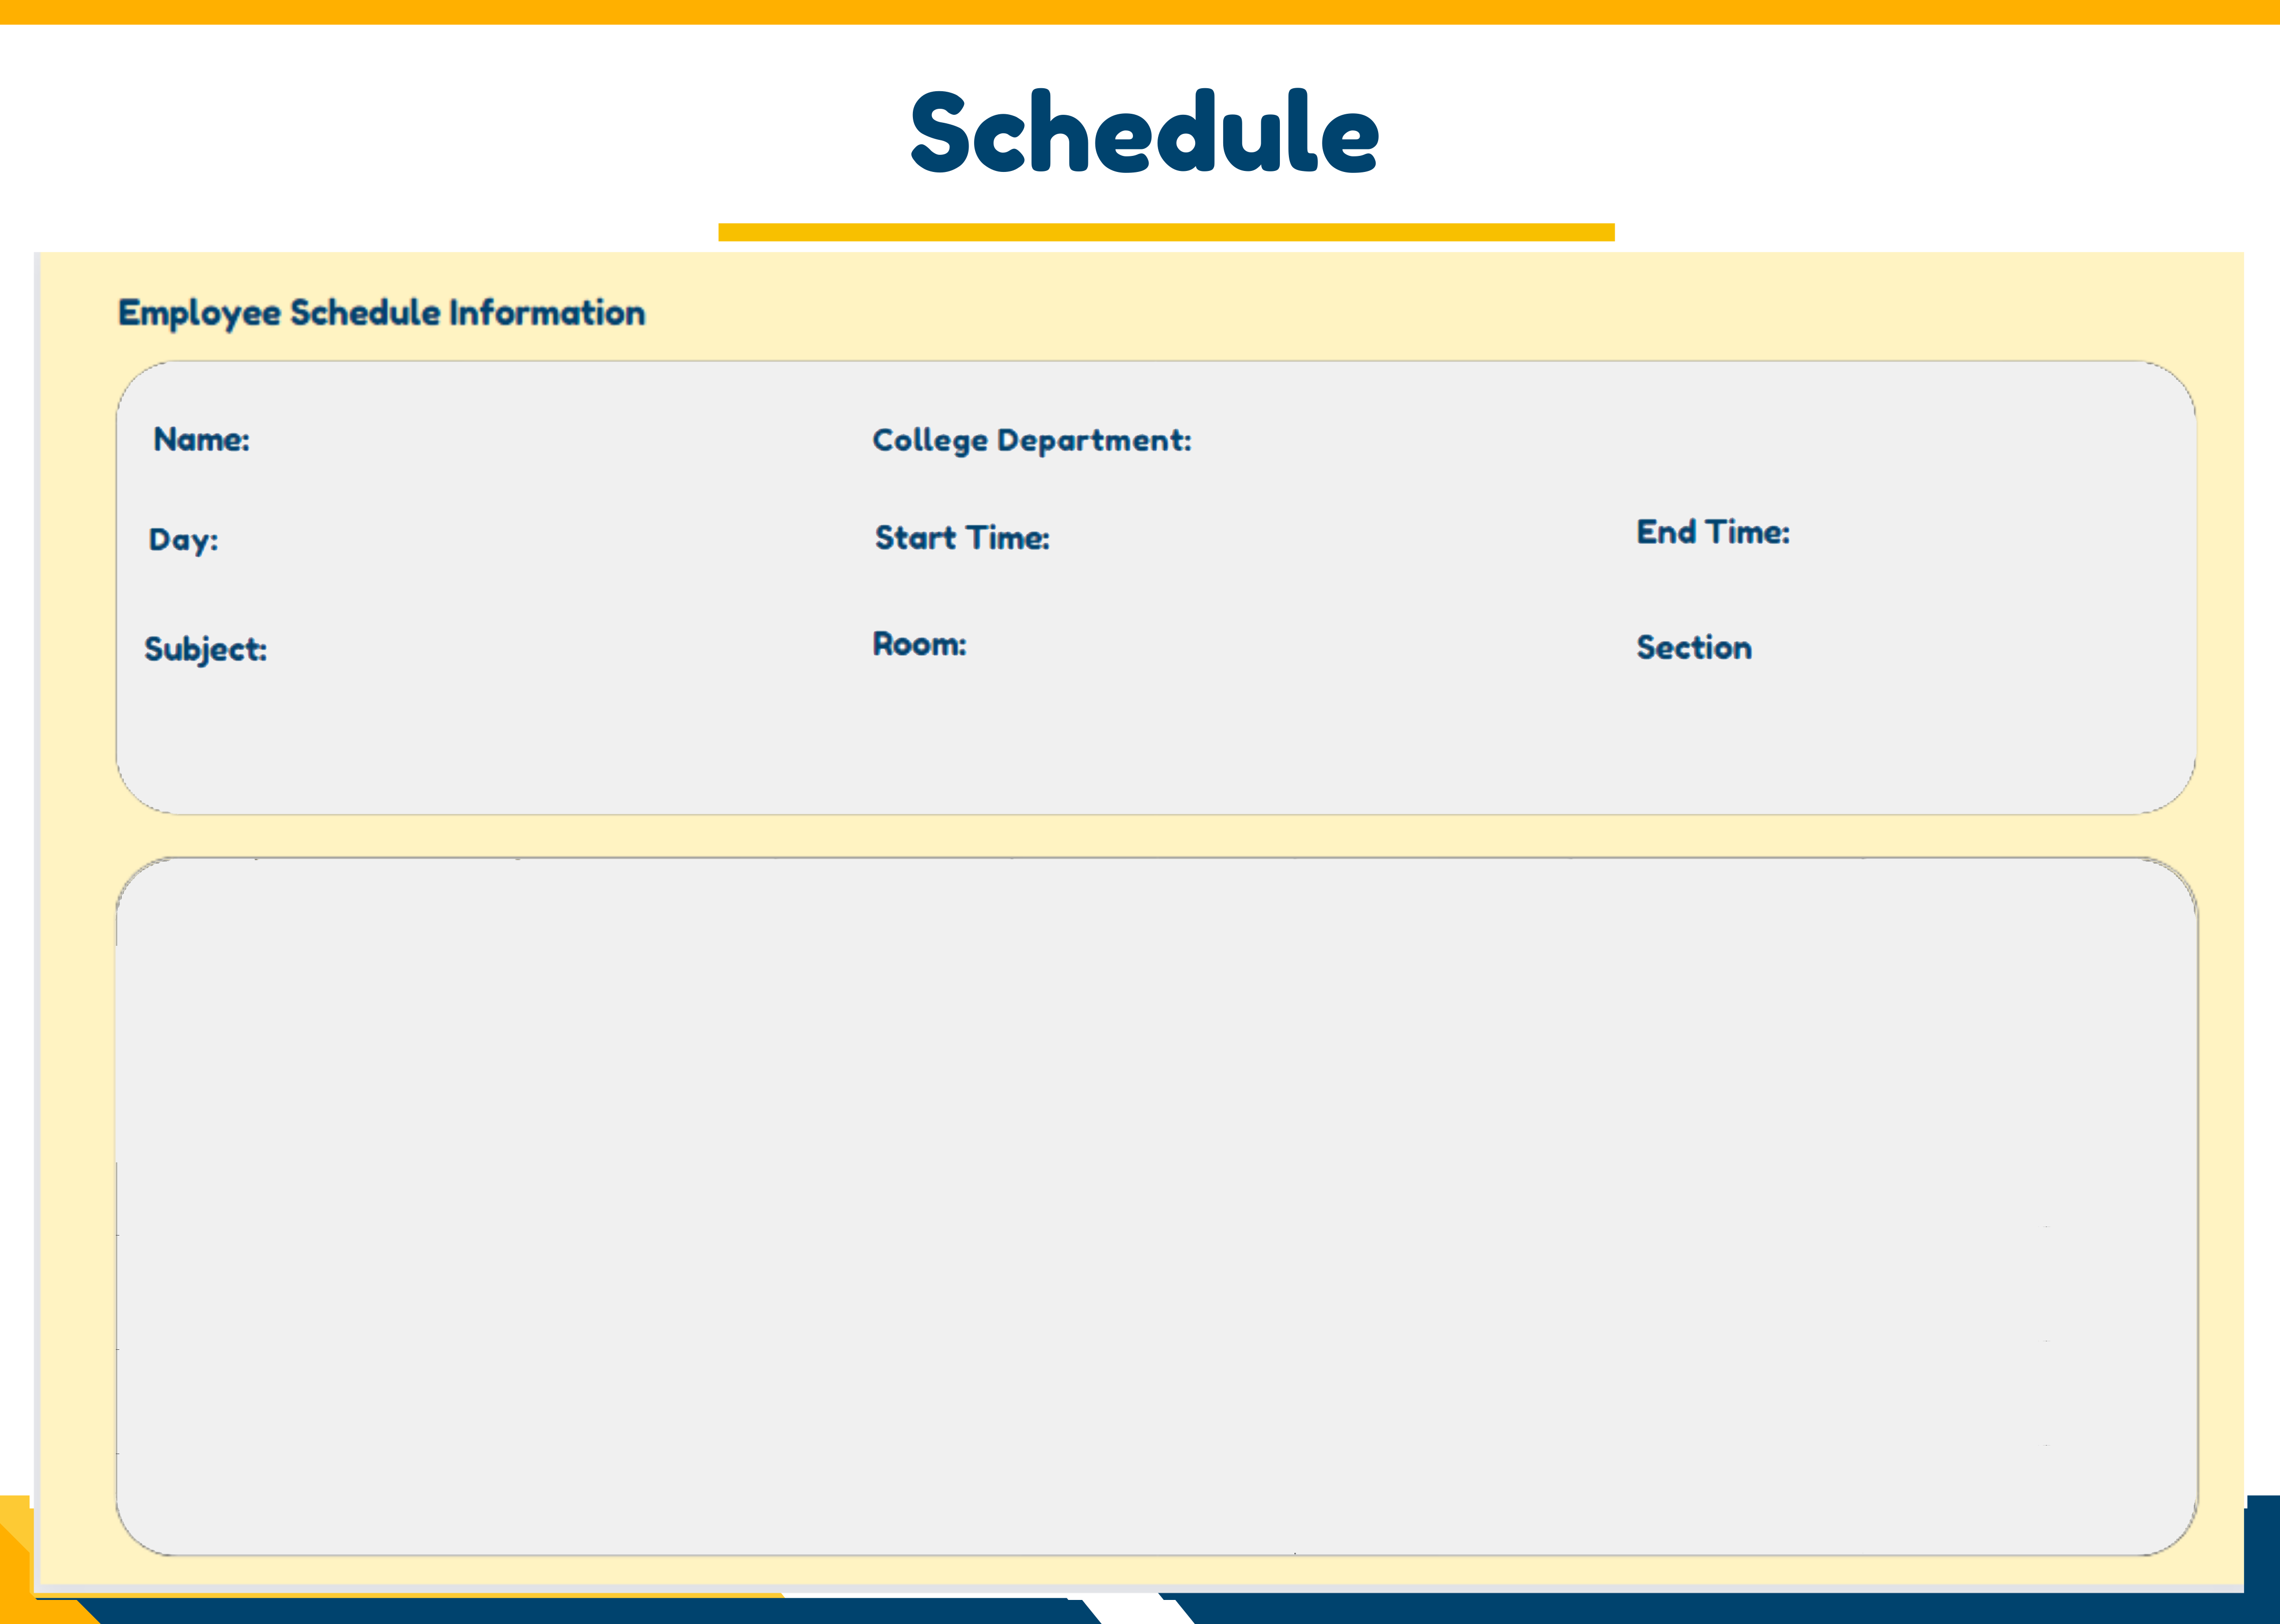 Schedule
Employee Schedule Information
Name:
College Department:
Day:
Start Time:
End Time:
Subject:
Room:
Section